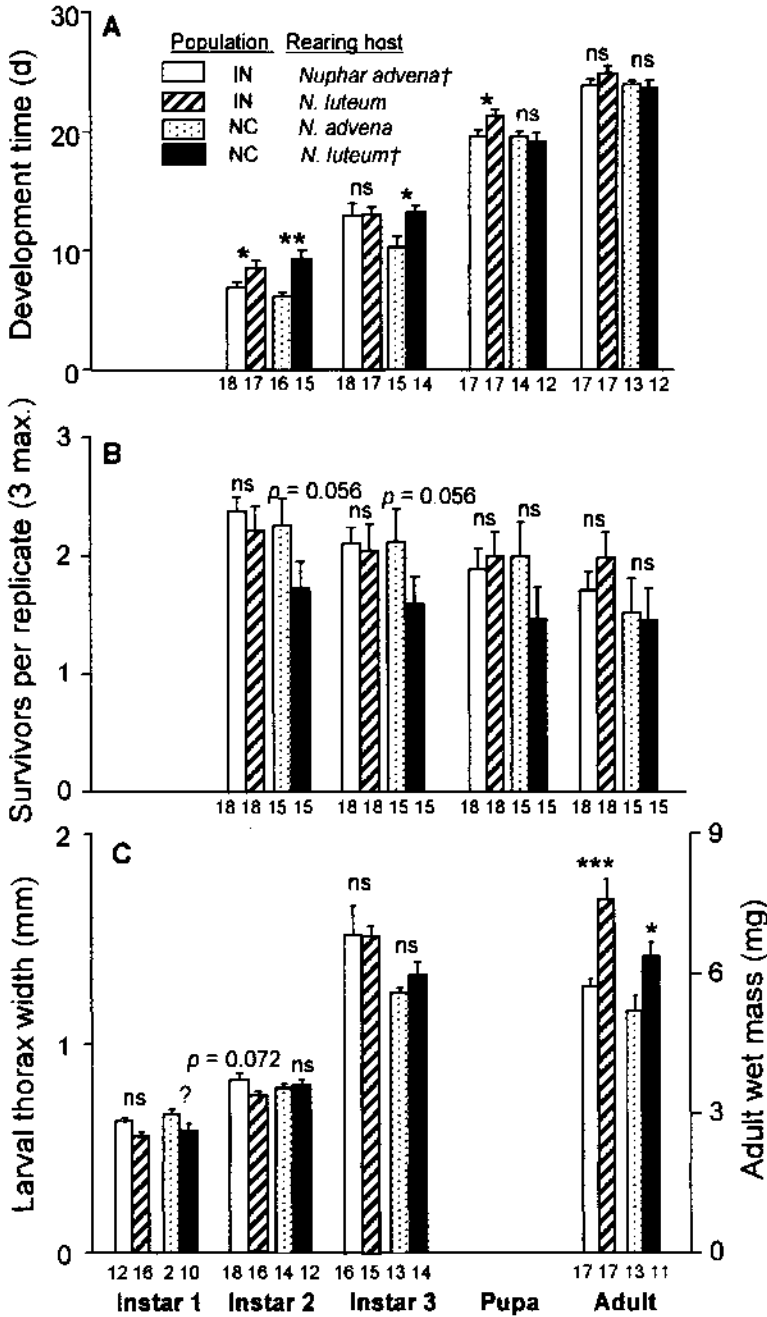 A
Population Rearing host
IN Nuphar advena†
IN N. luteum
NC N. advena
NC N. luteum†
Development time (d)
30
20
10
0
* ** ns * * ns ns ns
18 17 16 15 18 17 15 14 17 17 14 12 17 17 13 12
B
Survivors per replicate (3 max.)
3
2
1
0
ns p = 0.056 ns p = 0.056 ns ns ns ns
18 18 15 15 18 18 15 15 18 18 15 15 18 18 15 15
C
Larval thorax width (mm)
2
1
0
Adult wet mass (mg)
9
6
3
0
ns ? p = 0.072 ns ns ns *** *
12 16 2 10 18 16 14 12 16 15 13 14 17 17 13 11
Instar 1 Instar 2 Instar 3 Pupa Adult